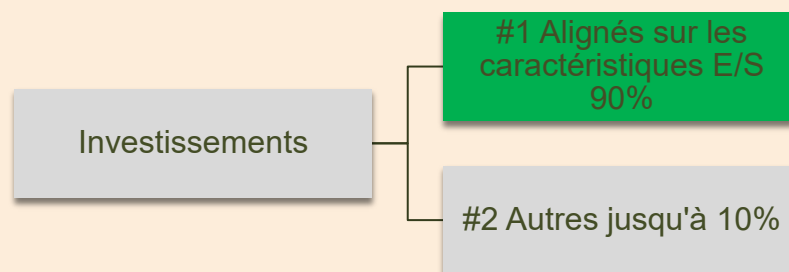 #1 Alignés sur les
caractéristiques E/S
90%
Investissements
#2 Autres jusqu'à 10%